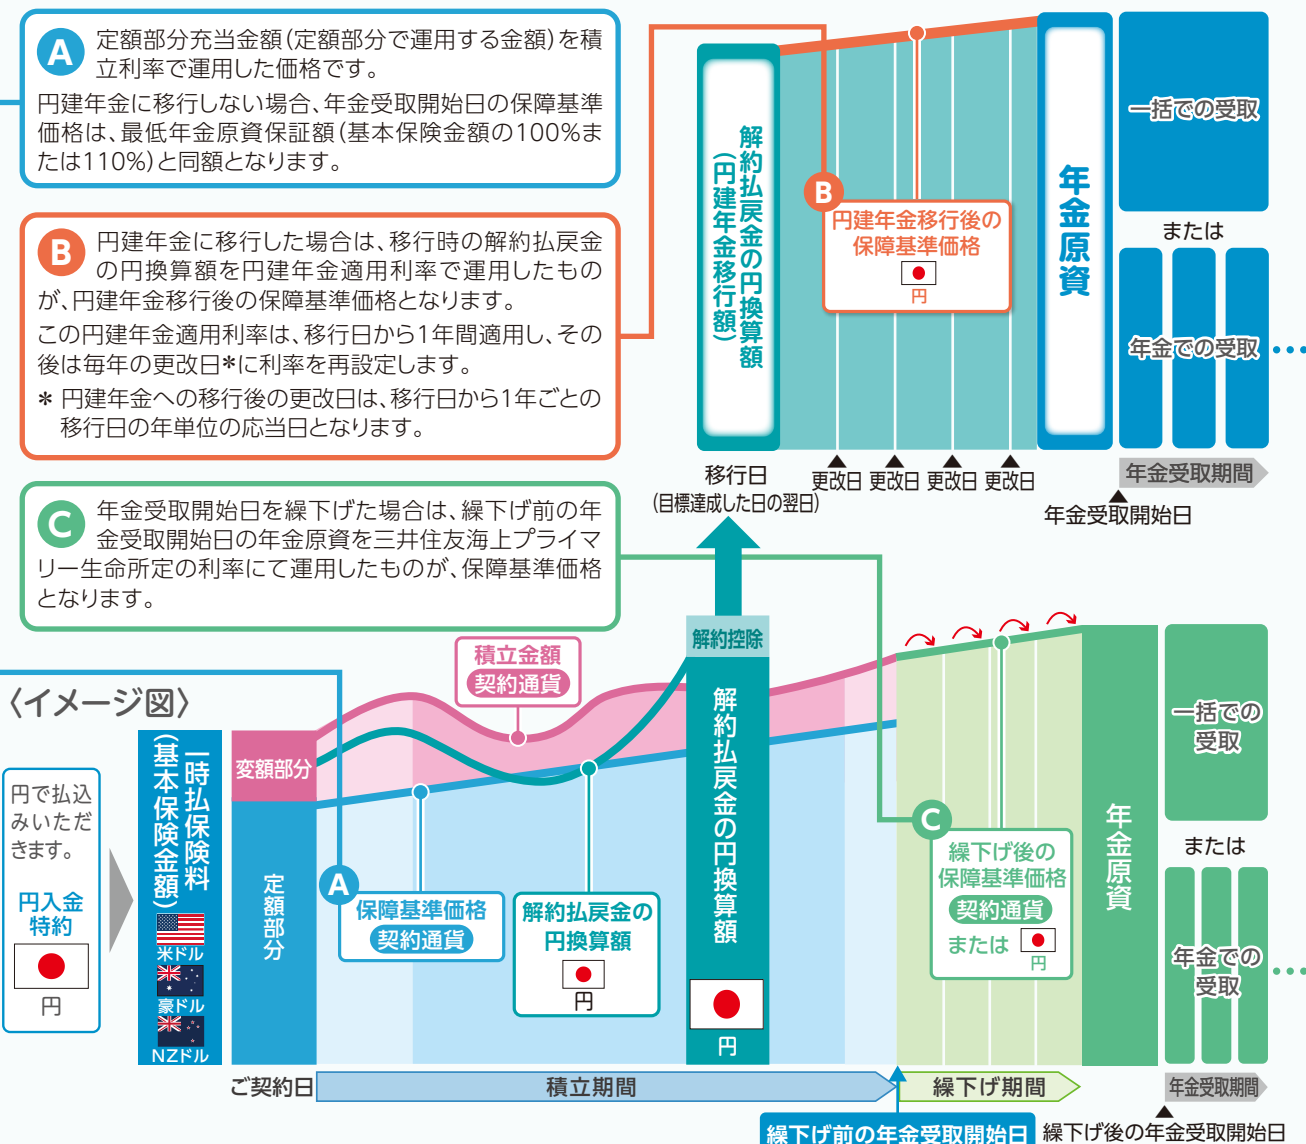 A 定額部分充当金額（定額部分で運用する金額）を積
立利率で運用した価格です。
円建年金に移行しない場合、年金受取開始日の保障基準
価格は、最低年金原資保証額（基本保険金額の100%ま
たは110%）と同額となります。
B 円建年金に移行した場合は、移行時の解約払戻金
の円換算額を円建年金適用利率で運用したもの
が、円建年金移行後の保障基準価格となります。
この円建年金適用利率は、移行日から1年間適用し、その
後は毎年の更改日*に利率を再設定します。
* 円建年金への移行後の更改日は、移行日から1年ごとの
移行日の年単位の応当日となります。
C 年金受取開始日を繰下げた場合は、繰下げ前の年
金受取開始日の年金原資を三井住友海上プライマ
リー生命所定の利率にて運用したものが、保障基準価格
となります。
解約払戻金の円換算額
（円建年金移行額）
B
円建年金移行後の
保障基準価格
円
年金原資
一括での受取
または
年金での受取
移行日
(目標達成した日の翌日)
▲更改日
▲更改日
▲更改日
▲更改日
年金受取期間
▲
年金受取開始日
〈イメージ図〉
円で払込
みいただ
きます。
円入金
特約
円
一時払保険料
（基本保険金額）
米ドル
豪ドル
NZドル
変額部分
定額部分
積立金額
契約通貨
A
保障基準価格
契約通貨
解約払戻金の
円換算額
円
解約控除
解約払戻金の円換算額
円
C
繰下げ後の
保障基準価格
契約通貨
または
円
年金原資
一括での
受取
または
年金での
受取
ご契約日
積立期間
繰下げ期間
年金受取期間
繰下げ前の年金受取開始日
▲
繰下げ後の年金受取開始日